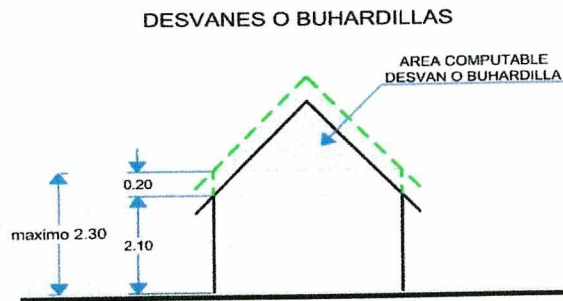 DESVANES O BUHARDILLAS
AREA COMPUTABLE
DESVAN O BUHARDILLA
0.20
maximo 2.30
2.10